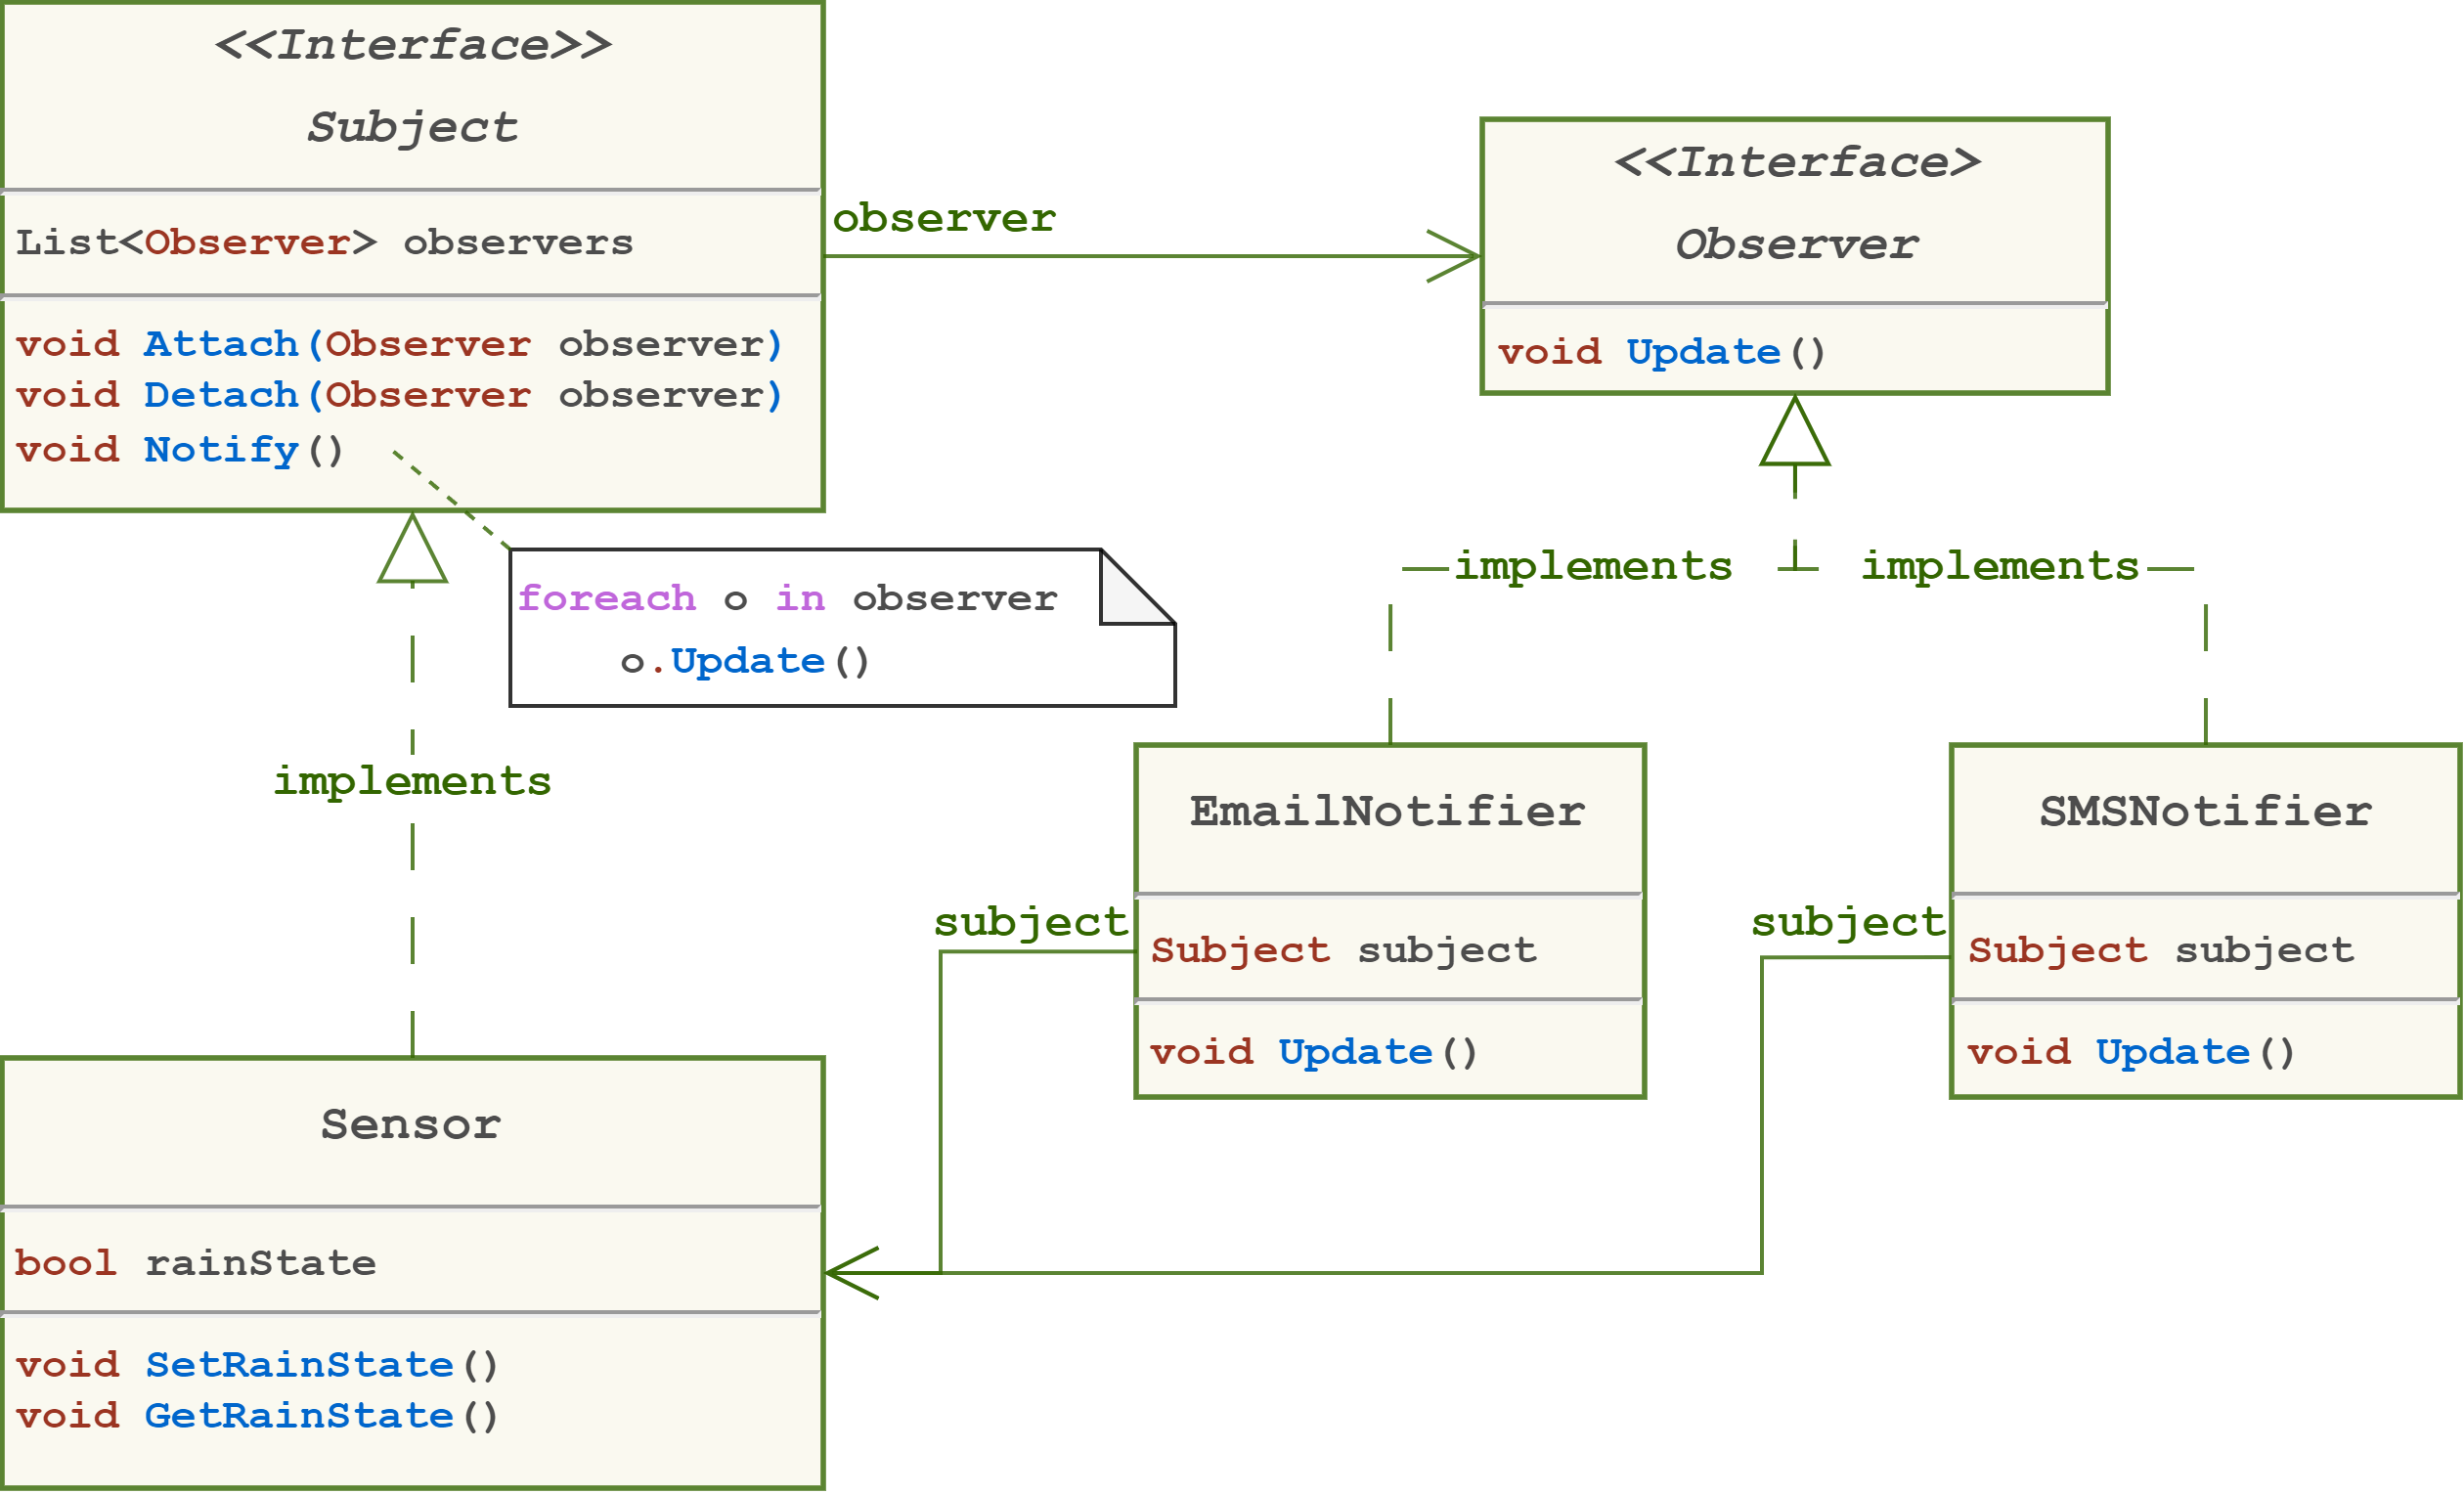 <<Interface>>
Subject
List<Observer> observers
void Attach(Observer observer)
void Detach(Observer observer)
void Notify()
observer
<<Interface>
Observer
void Update()
foreach o in observer
o.Update()
implements
implements
implements
EmailNotifier
subject
Subject subject
void Update()
SMSNotifier
subject
Subject subject
void Update()
Sensor
bool rainState
void SetRainState()
void GetRainState()